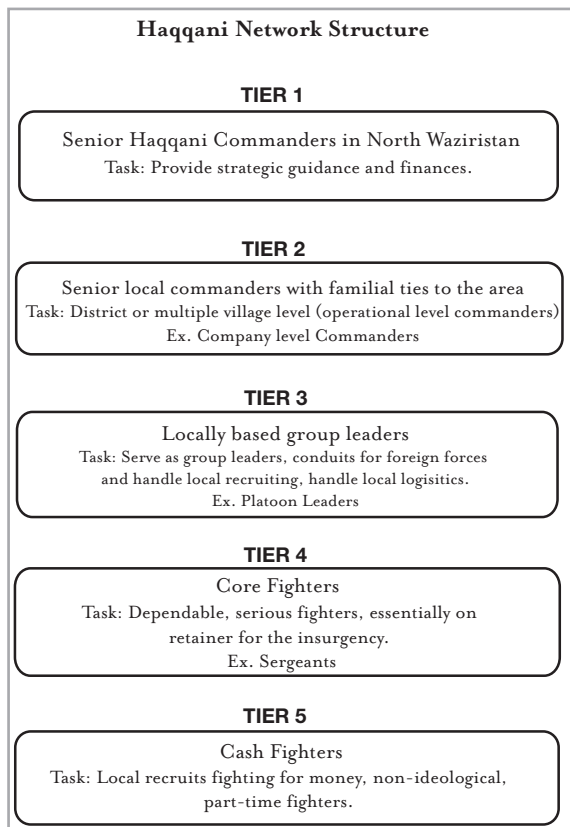 Haqqani Network Structure
TIER 1
Senior Haqqani Commanders in North Waziristan
Task: Provide strategic guidance and finances.
TIER 2
Senior local commanders with familial ties to the area
Task: District or multiple village level (operational level commanders)
Ex. Company level Commanders
TIER 3
Locally based group leaders
Task: Serve as group leaders, conduits for foreign forces
and handle local recruiting, handle local logisitics.
Ex. Platoon Leaders
TIER 4
Core Fighters
Task: Dependable, serious fighters, essentially on
retainer for the insurgency.
Ex. Sergeants
TIER 5
Cash Fighters
Task: Local recruits fighting for money, non-ideological,
part-time fighters.